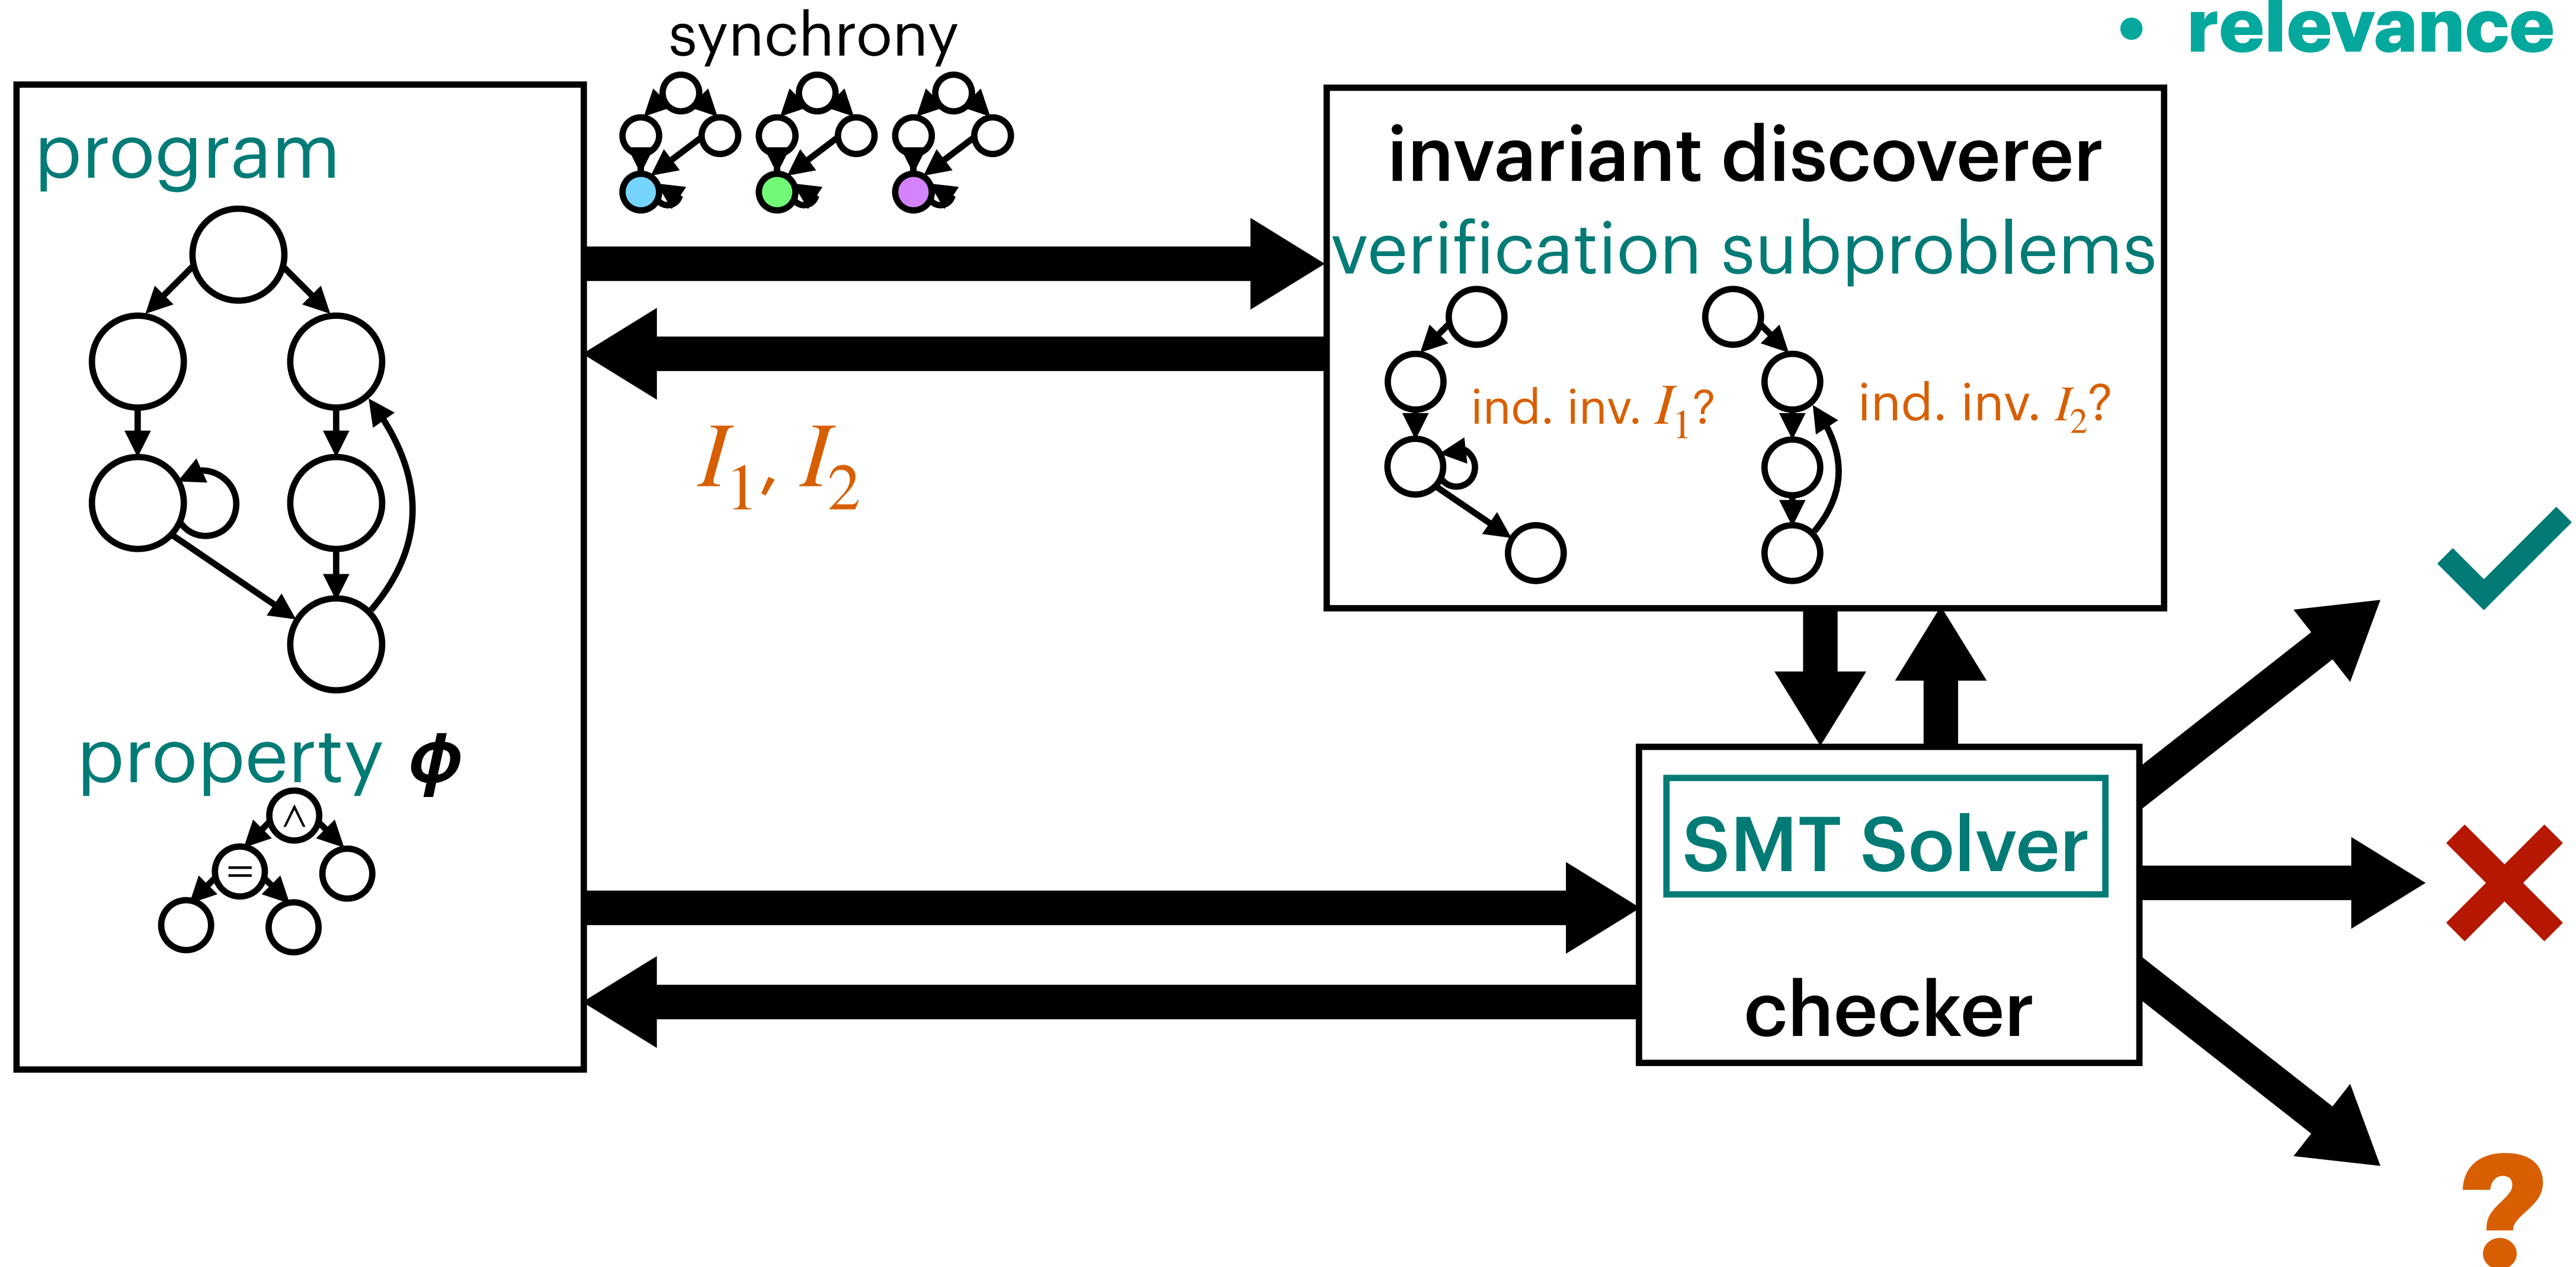 synchrony
• relevance
program
invariant discoverer
verification subproblems
ind. inv. I₁?
ind. inv. I₂?
I₁, I₂
property ϕ
∧
=
SMT Solver
checker
?